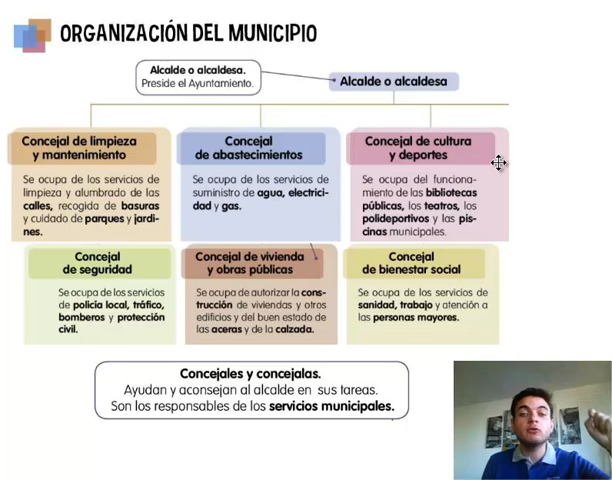 ORGANIZACIÓN DEL MUNICIPIO
Alcalde o alcaldesa.
Preside el Ayuntamiento.
Alcalde o alcaldesa
Concejal de limpieza
y mantenimiento
Se ocupa de los servicios de
limpieza y alumbrado de las
calles, recogida de basuras
y cuidado de parques y jardi-
nes.
Concejal
de abastecimientos
Se ocupa de los servicios de
suministro de agua, electrici-
dad y gas.
Concejal de cultura
y deportes
Se ocupa del funciona-
miento de las bibliotecas
públicas, los teatros, los
polideportivos y las pis-
cinas municipales.
Concejal
de seguridad
Se ocupa de los servicios
de policía local, tráfico,
bomberos y protección
civil.
Concejal de vivienda
y obras públicas
Se ocupa de autorizar la cons-
trucción de viviendas y otros
edificios y del buen estado de
las aceras y de la calzada.
Concejal
de bienestar social
Se ocupa de los servicios de
sanidad, trabajo y atención a
las personas mayores.
Concejales y concejalas.
Ayudan y aconsejan al alcalde en sus tareas.
Son los responsables de los servicios municipales.